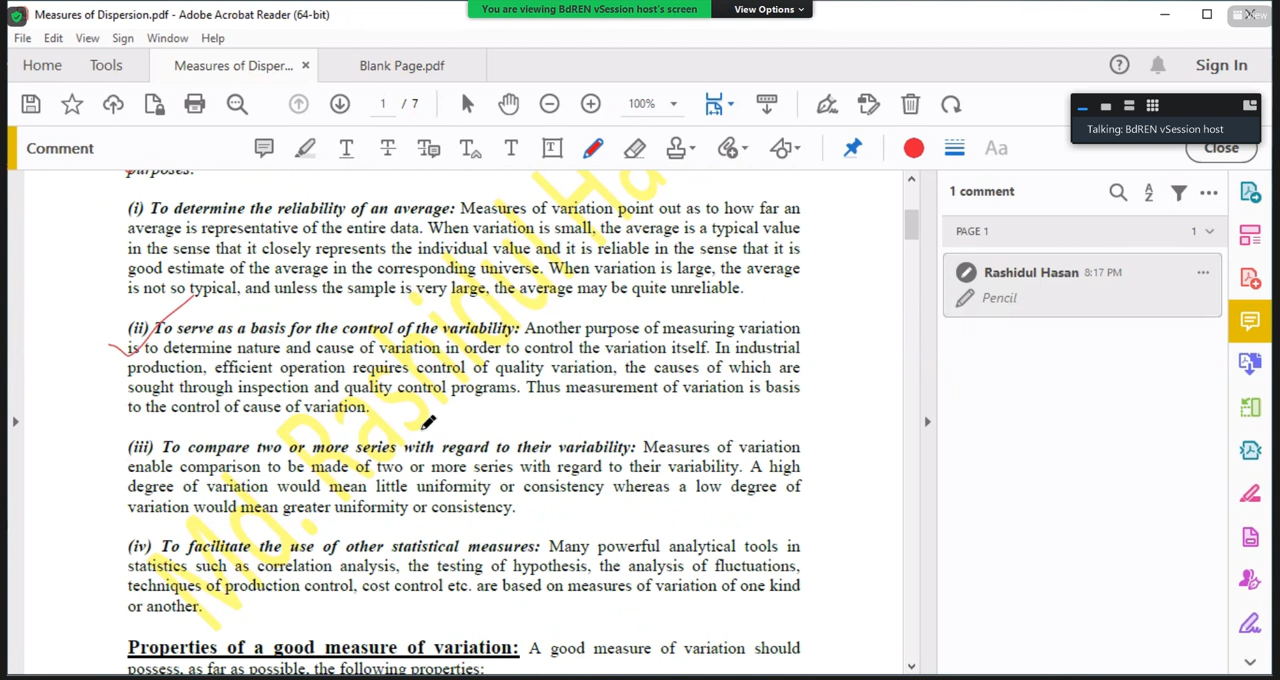 Measures of Dispersion.pdf - Adobe Acrobat Reader (64-bit)
You are viewing BdREN vSession host's screen
View Options
View
File Edit View Sign Window Help
Home Tools Measures of Disper... × Blank Page.pdf Sign In
1 / 7 100%
Talking: BdREN vSession host
Comment Aa Close
purposes:
(i) To determine the reliability of an average: Measures of variation point out as to how far an
average is representative of the entire data. When variation is small, the average is a typical value
in the sense that it closely represents the individual value and it is reliable in the sense that it is
good estimate of the average in the corresponding universe. When variation is large, the average
is not so typical, and unless the sample is very large, the average may be quite unreliable.
(ii) To serve as a basis for the control of the variability: Another purpose of measuring variation
is to determine nature and cause of variation in order to control the variation itself. In industrial
production, efficient operation requires control of quality variation, the causes of which are
sought through inspection and quality control programs. Thus measurement of variation is basis
to the control of cause of variation.
(iii) To compare two or more series with regard to their variability: Measures of variation
enable comparison to be made of two or more series with regard to their variability. A high
degree of variation would mean little uniformity or consistency whereas a low degree of
variation would mean greater uniformity or consistency.
(iv) To facilitate the use of other statistical measures: Many powerful analytical tools in
statistics such as correlation analysis, the testing of hypothesis, the analysis of fluctuations,
techniques of production control, cost control etc. are based on measures of variation of one kind
or another.
Properties of a good measure of variation: A good measure of variation should
possess, as far as possible, the following properties:
Md. Rashidul Ha
1 comment
PAGE 1 1
Rashidul Hasan 8:17 PM
Pencil